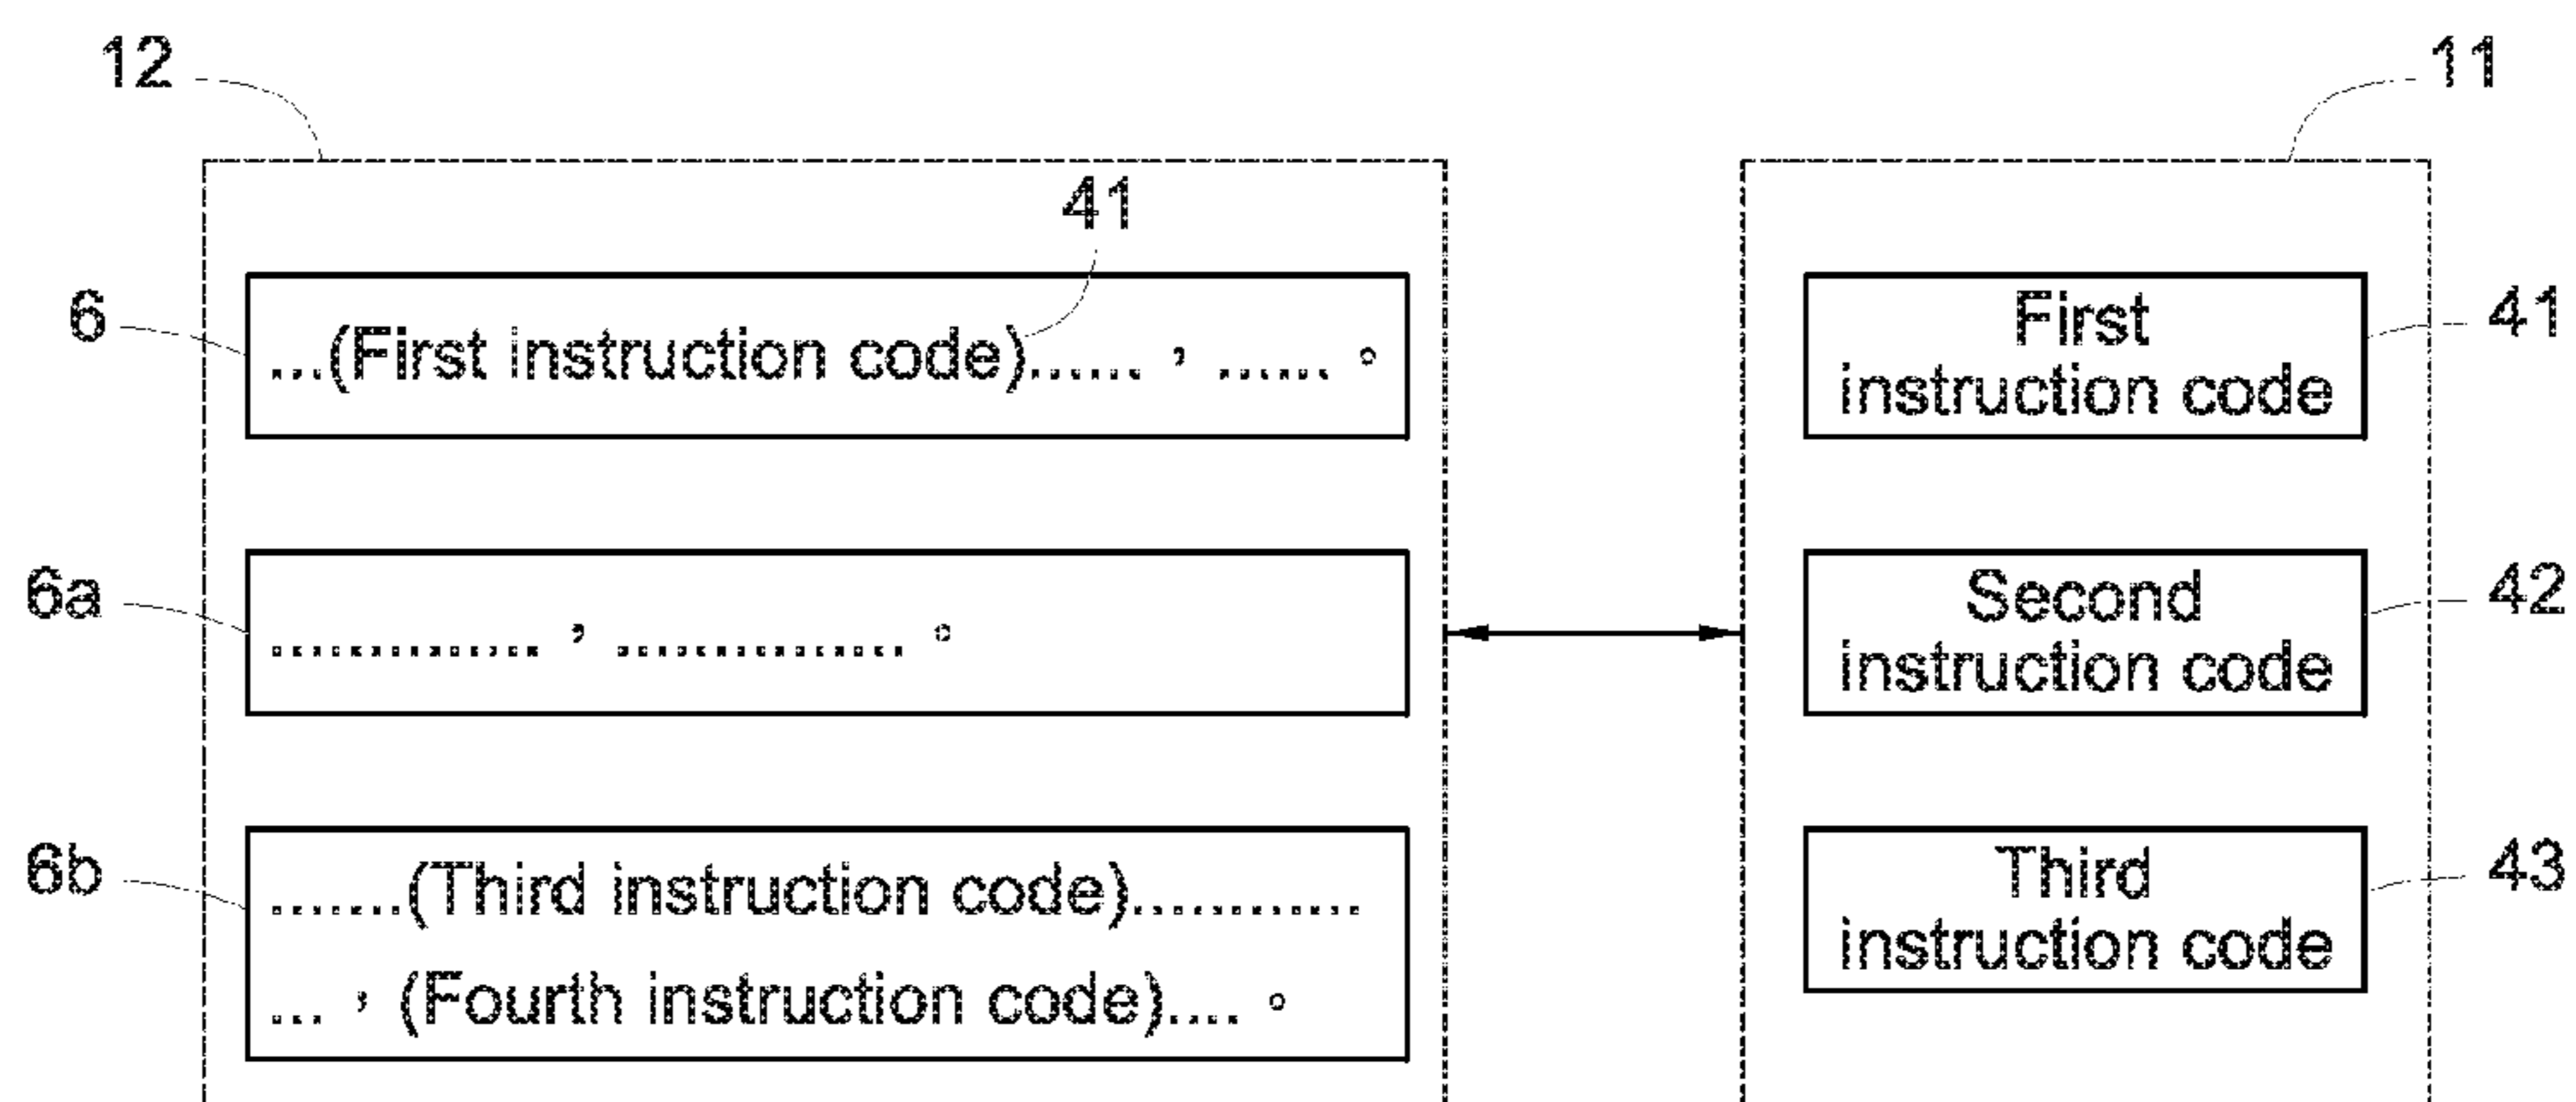 12
11
41
6
...(First instruction code)...... ，...... 。
First
instruction code
41
6a
.............. ，............... 。
Second
instruction code
42
6b
.......(Third instruction code)............
... ，(Fourth instruction code).... 。
Third
instruction code
43